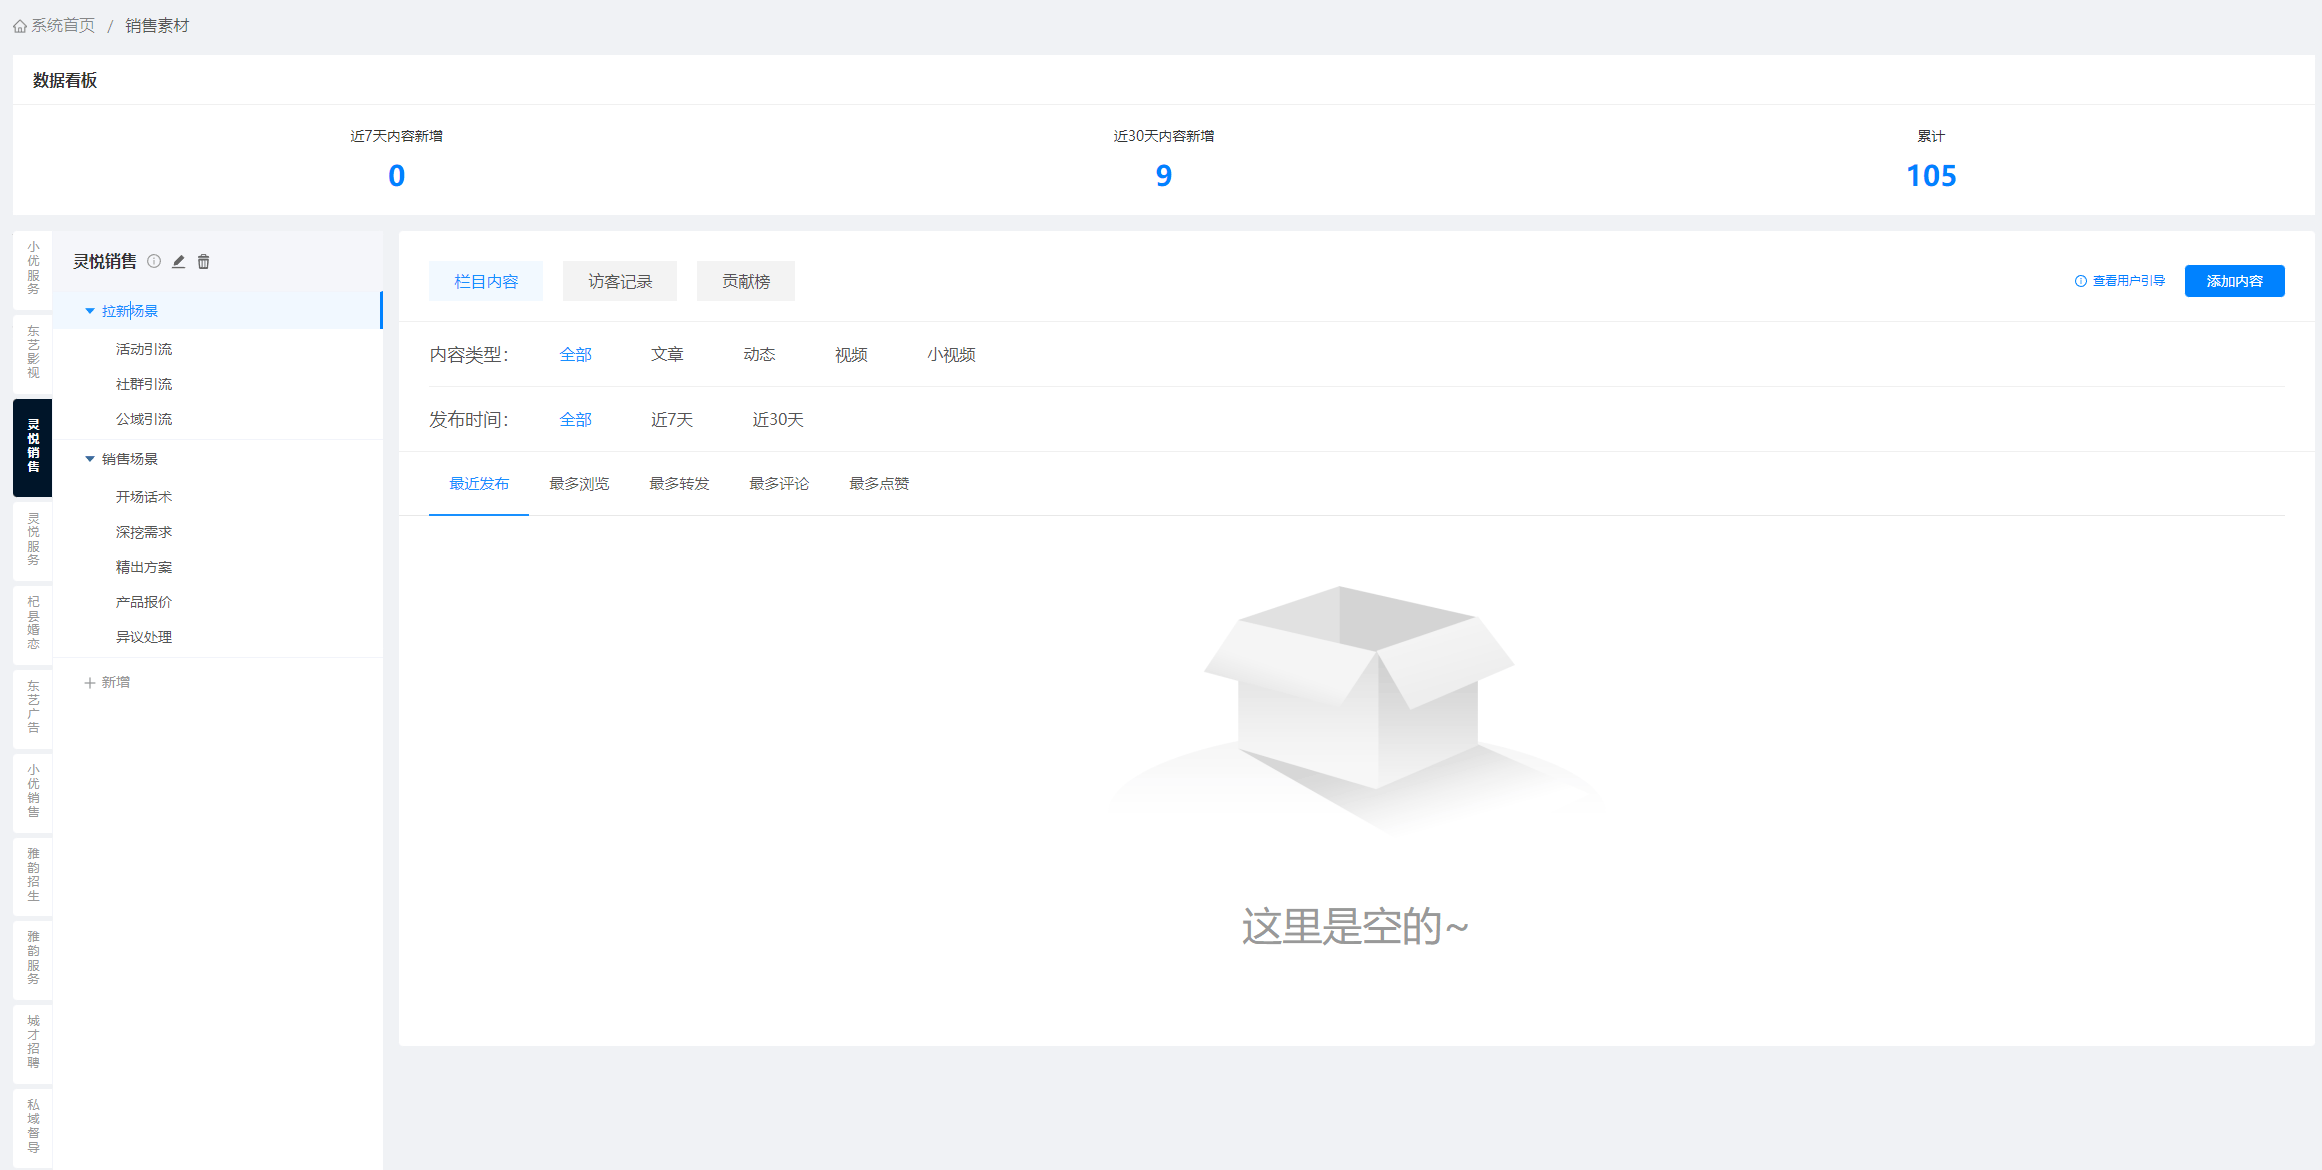 系统首页 / 销售素材
数据看板
近7天内容新增
0
近30天内容新增
9
累计
105
小优服务
东艺影视
灵悦销售
灵悦服务
杞县婚恋
东艺广告
小优销售
雅韵招生
雅韵服务
城才招聘
私域督导
灵悦销售
拉新场景
活动引流
社群引流
公域引流
销售场景
开场话术
深挖需求
精出方案
产品报价
异议处理
新增
栏目内容 访客记录 贡献榜 查看用户引导 添加内容
内容类型: 全部 文章 动态 视频 小视频
发布时间: 全部 近7天 近30天
最近发布 最多浏览 最多转发 最多评论 最多点赞
这里是空的~